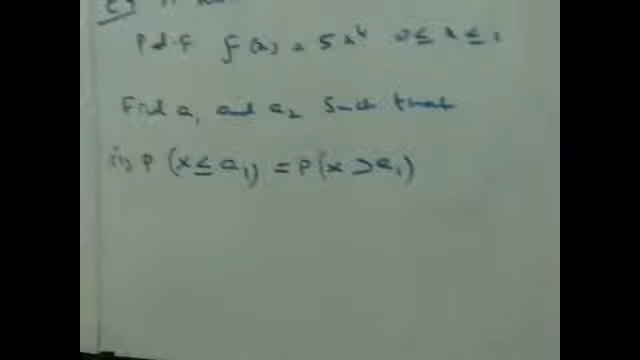 P d.f f(x) = 5x⁴ 0 ≤ x ≤ 1
Find a₁ and a₂ such that
i) P(x ≤ a₁) = P(x > a₁)